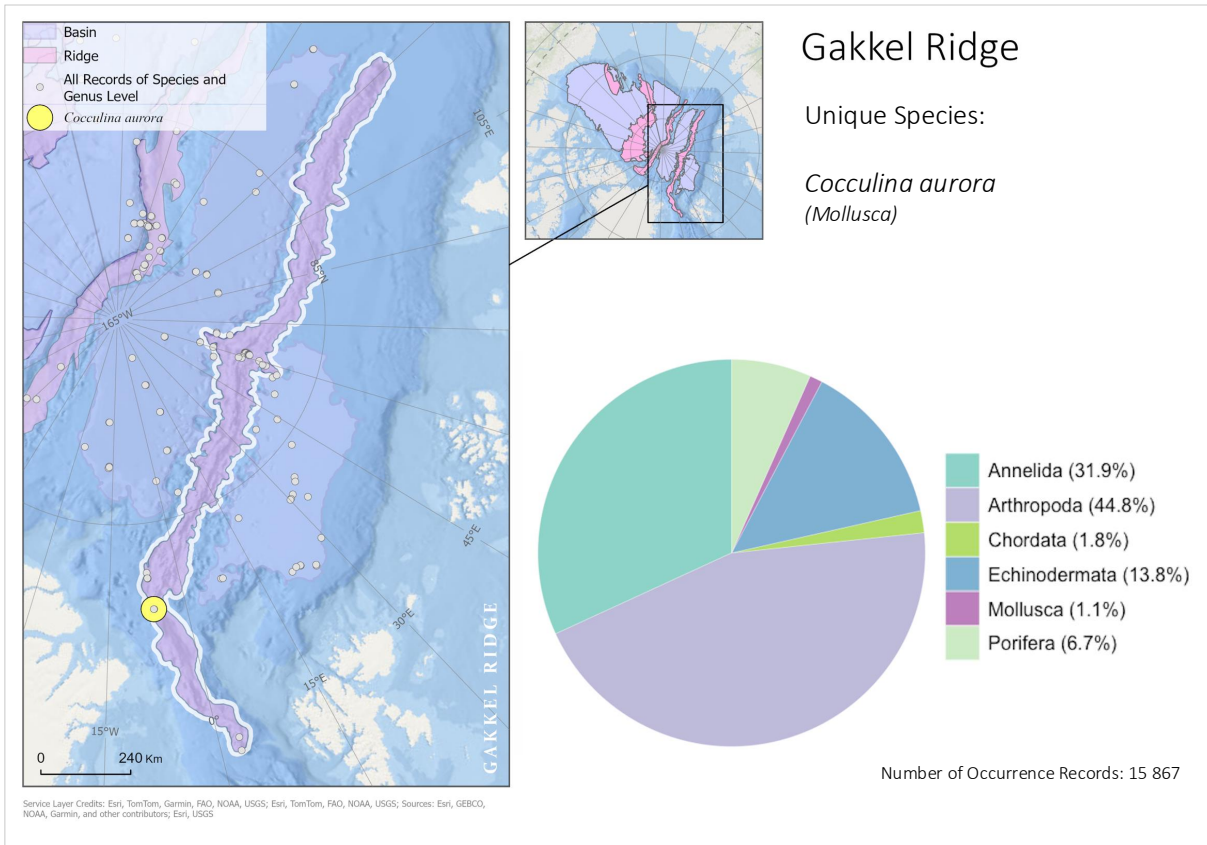 Basin
Ridge
All Records of Species and
Genus Level
Cocculina aurora
105°E
85°N
165°W
45°E
30°E
15°E
0°
15°W
0 240 Km
GAKKEL RIDGE
Service Layer Credits: Esri, TomTom, Garmin, FAO, NOAA, USGS; Esri, TomTom, FAO, NOAA, USGS; Sources: Esri, GEBCO,
NOAA, Garmin, and other contributors; Esri, USGS
Gakkel Ridge
Unique Species:
Cocculina aurora
(Mollusca)
Annelida (31.9%)
Arthropoda (44.8%)
Chordata (1.8%)
Echinodermata (13.8%)
Mollusca (1.1%)
Porifera (6.7%)
Number of Occurrence Records: 15 867